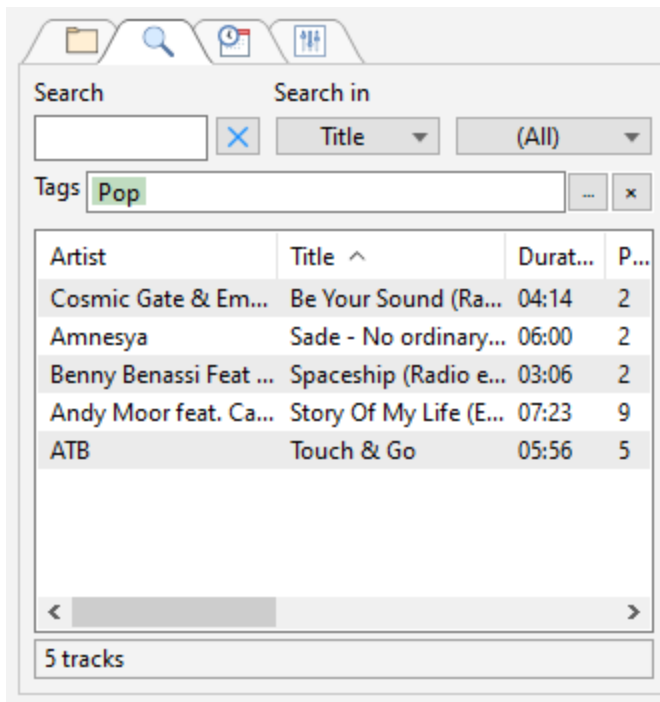 Search Search in
Title (All)
Tags Pop ... ×
Artist Title Durat... P...
Cosmic Gate & Em... Be Your Sound (Ra... 04:14 2
Amnesya Sade - No ordinary... 06:00 2
Benny Benassi Feat ... Spaceship (Radio e... 03:06 2
Andy Moor feat. Ca... Story Of My Life (E... 07:23 9
ATB Touch & Go 05:56 5
5 tracks